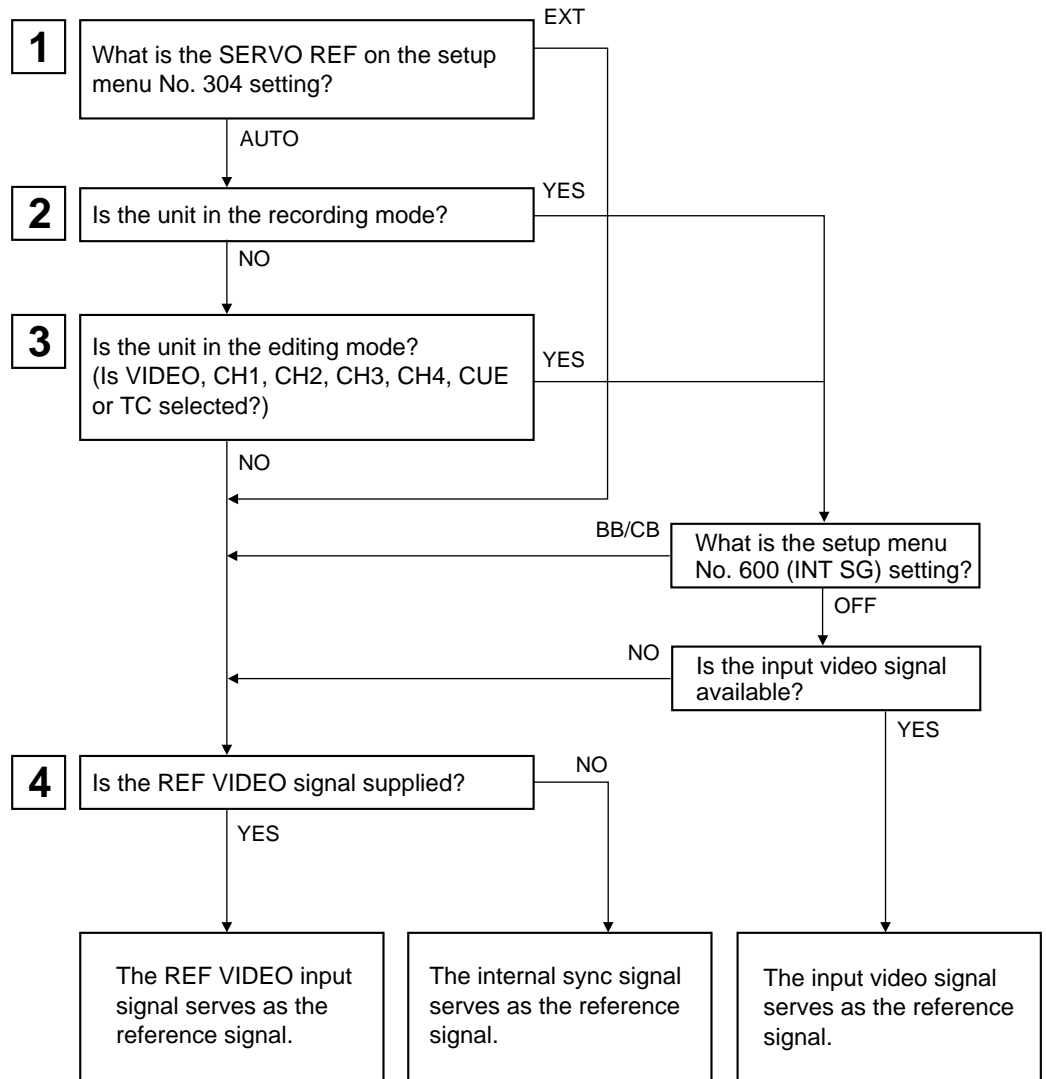 EXT
1
What is the SERVO REF on the setup
menu No. 304 setting?
AUTO
2
Is the unit in the recording mode?
YES
NO
3
Is the unit in the editing mode?
(Is VIDEO, CH1, CH2, CH3, CH4, CUE
or TC selected?)
YES
NO
BB/CB
What is the setup menu
No. 600 (INT SG) setting?
OFF
NO
Is the input video signal
available?
YES
4
Is the REF VIDEO signal supplied?
NO
YES
The REF VIDEO input
signal serves as the
reference signal.
The internal sync signal
serves as the reference
signal.
The input video signal
serves as the reference
signal.